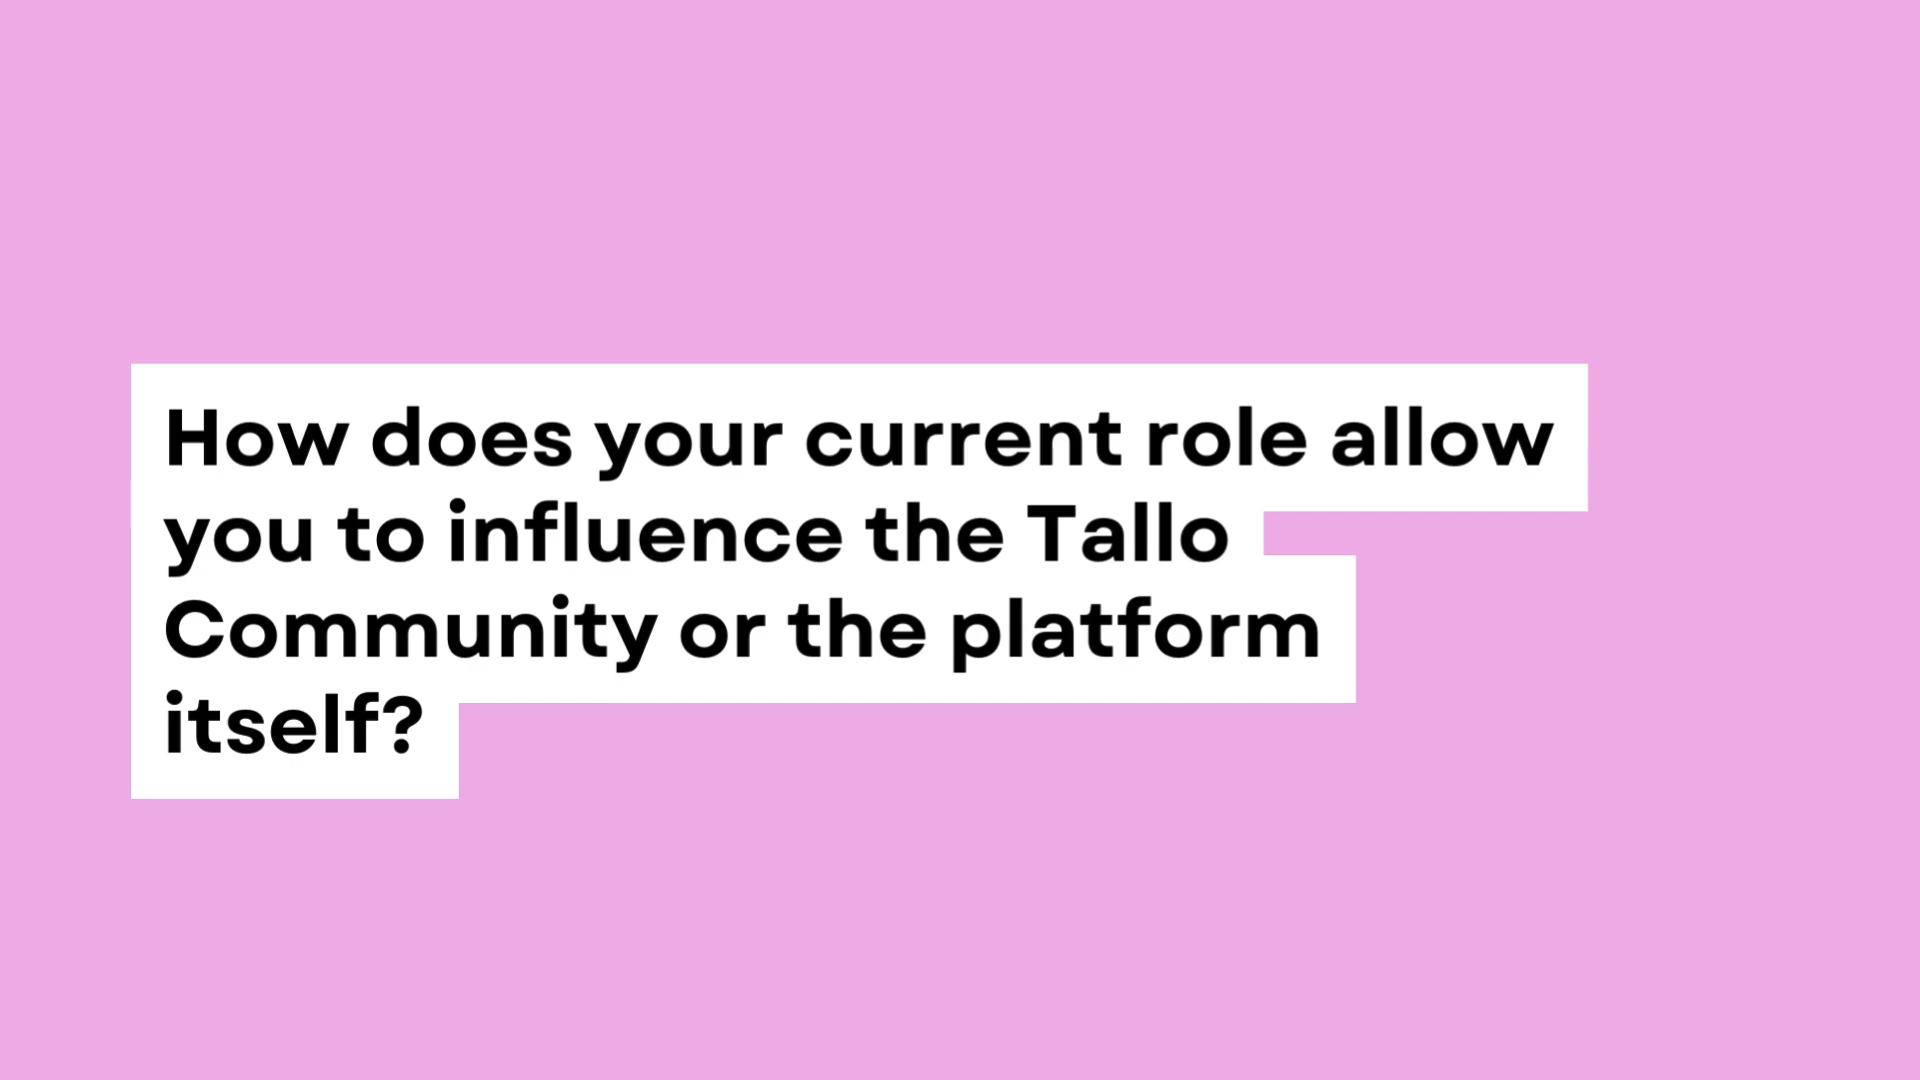 How does your current role allow
you to influence the Tallo
Community or the platform
itself?